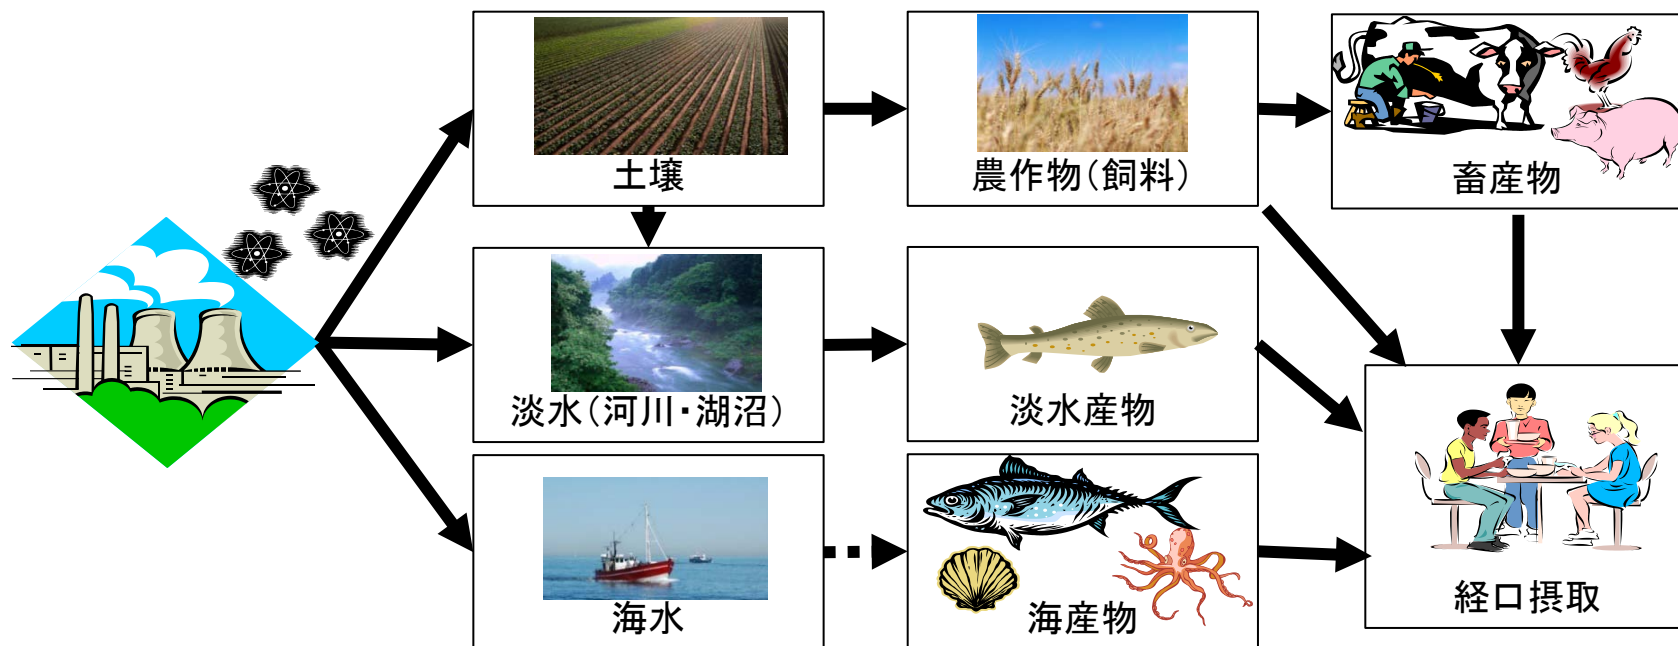 土壌
農作物(飼料)
畜産物
淡水(河川・湖沼)
淡水産物
海水
海産物
経口摂取